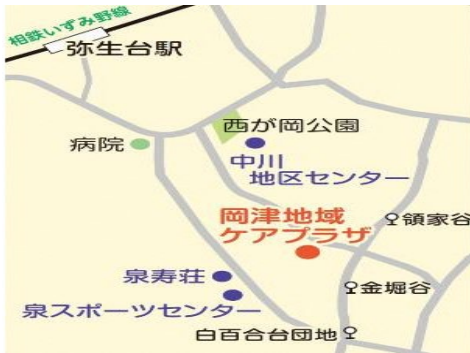 相鉄いずみ野線
弥生台駅
西が岡公園
病院
中川
地区センター
岡津地域
ケアプラザ
領家谷
泉寿荘
金堀谷
泉スポーツセンター
白百合台団地